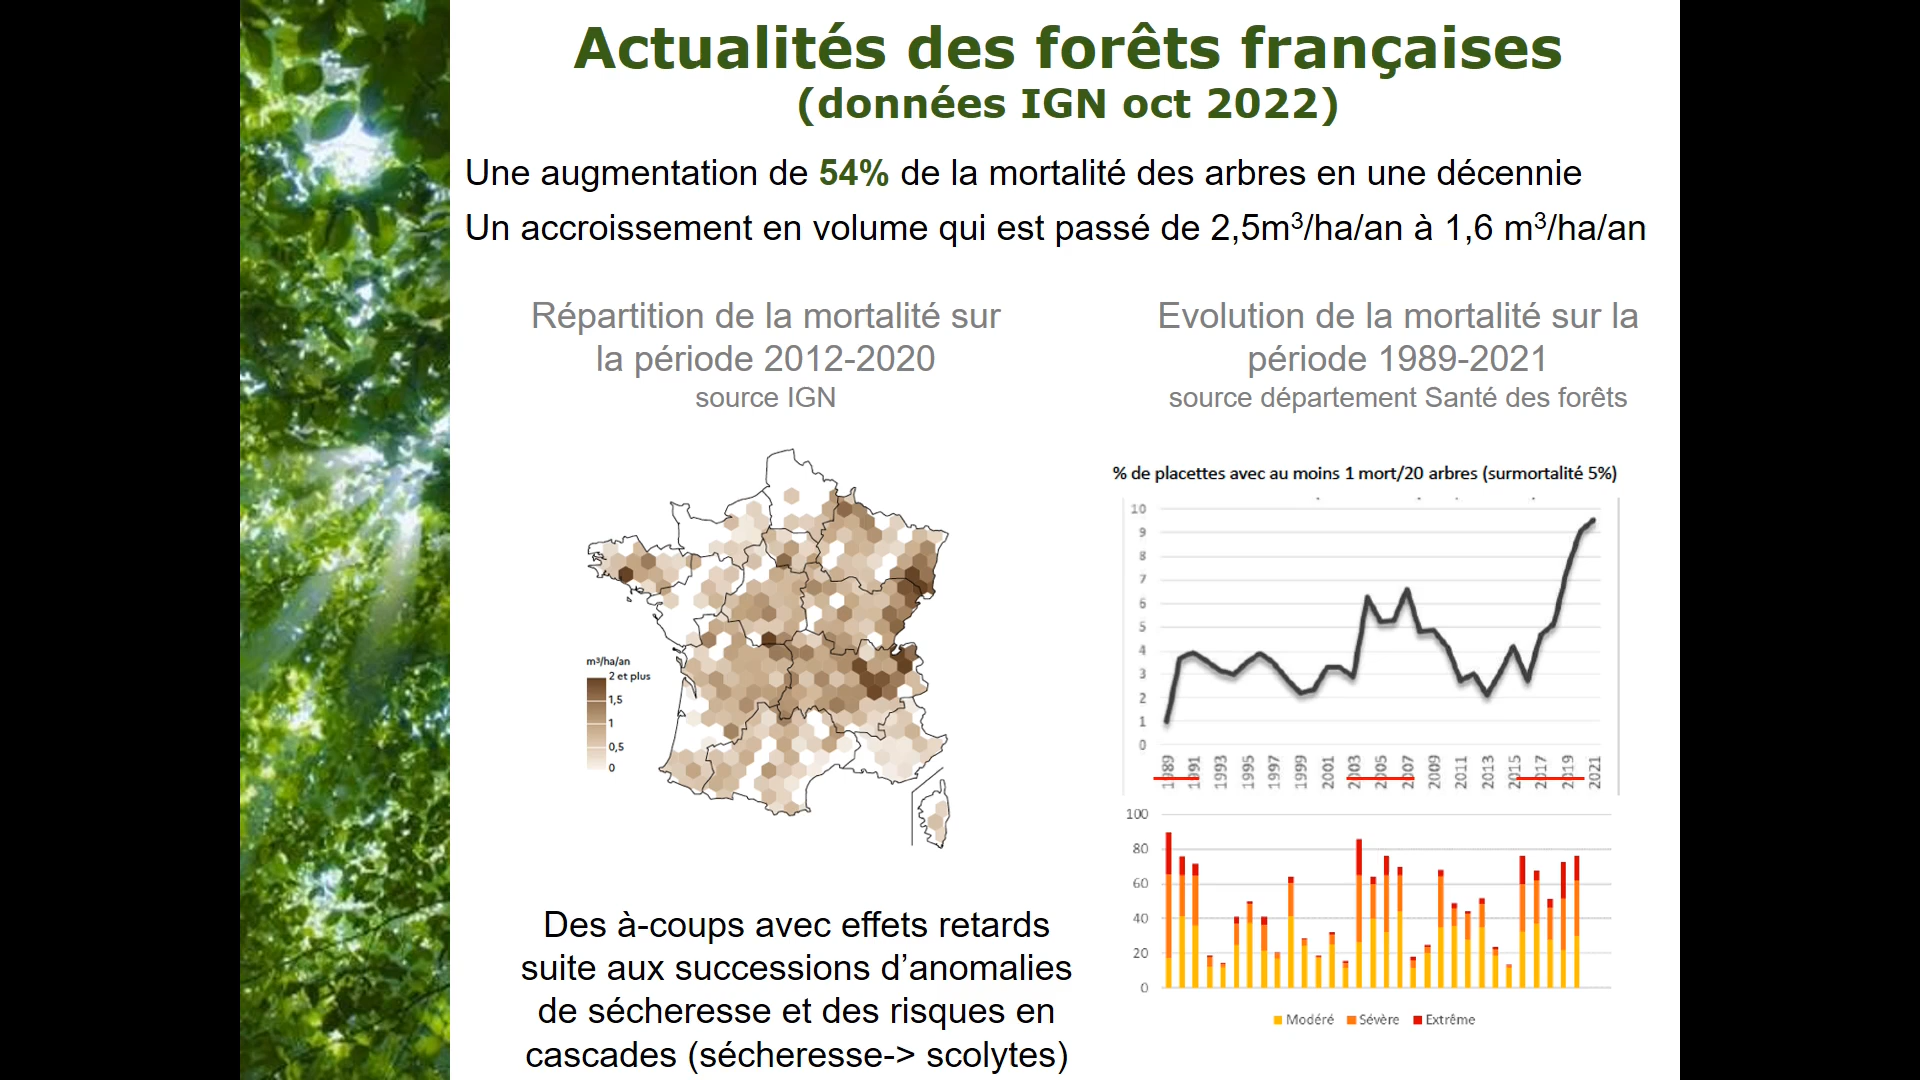 Actualités des forêts françaises
(données IGN oct 2022)
Une augmentation de 54% de la mortalité des arbres en une décennie
Un accroissement en volume qui est passé de 2,5m³/ha/an à 1,6 m³/ha/an
Répartition de la mortalité sur
la période 2012-2020
source IGN
m³/ha/an
2 et plus
1,5
1
0,5
0
Des à-coups avec effets retards
suite aux successions d’anomalies
de sécheresse et des risques en
cascades (sécheresse-> scolytes)
Evolution de la mortalité sur la
période 1989-2021
source département Santé des forêts
% de placettes avec au moins 1 mort/20 arbres (surmortalité 5%)
10
9
8
7
6
5
4
3
2
1
0
1989 1991 1993 1995 1997 1999 2001 2003 2005 2007 2009 2011 2013 2015 2017 2019 2021
100
80
60
40
20
0
Modéré Sévère Extrême